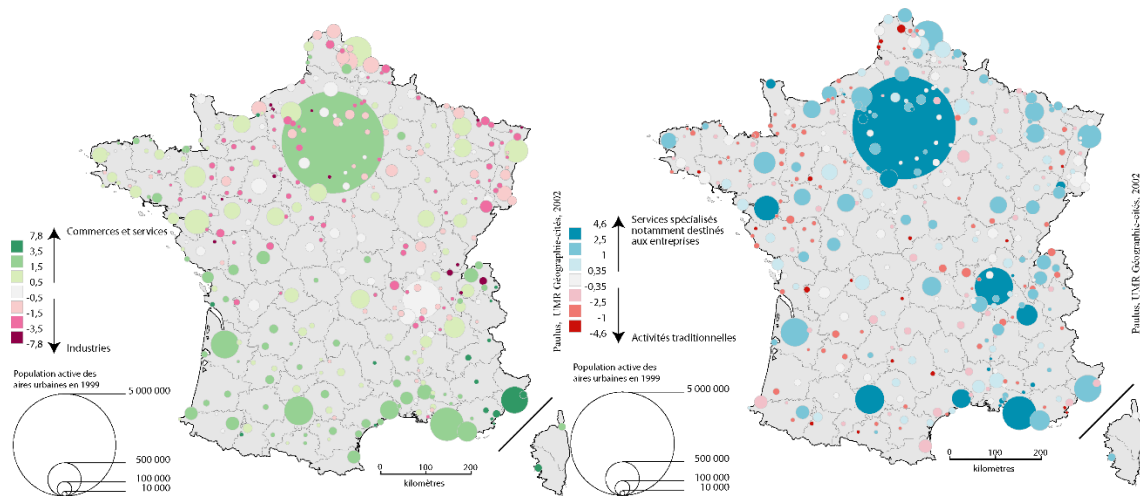 Commerces et services
7,8
3,5
1,5
0,5
-0,5
-1,5
-3,5
-7,8
Industries
Population active des
aires urbaines en 1999
5 000 000
500 000
100 000
10 000
0 100 200
kilomètres
Paulus, UMR Géographie-cités, 2002
Services spécialisés
notamment destinés
aux entreprises
4,6
2,5
1
0,35
-0,35
-2,5
-1
-4,6
Activités traditionnelles
Population active des
aires urbaines en 1999
5 000 000
500 000
100 000
10 000
0 100 200
kilometres
Paulus, UMR Géographie-cités, 2002